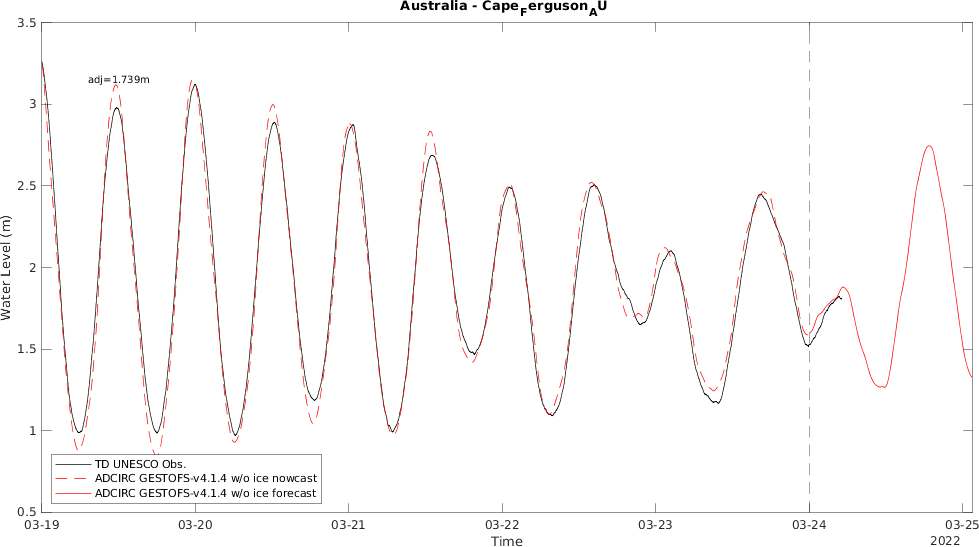 Australia - Cape_Ferguson_AU
3.5
adj=1.739m
3
2.5
2
1.5
1
0.5
Water Level (m)
TD UNESCO Obs.
ADCIRC GESTOFS-v4.1.4 w/o ice nowcast
ADCIRC GESTOFS-v4.1.4 w/o ice forecast
03-19 03-20 03-21 03-22 03-23 03-24 03-25
Time
2022